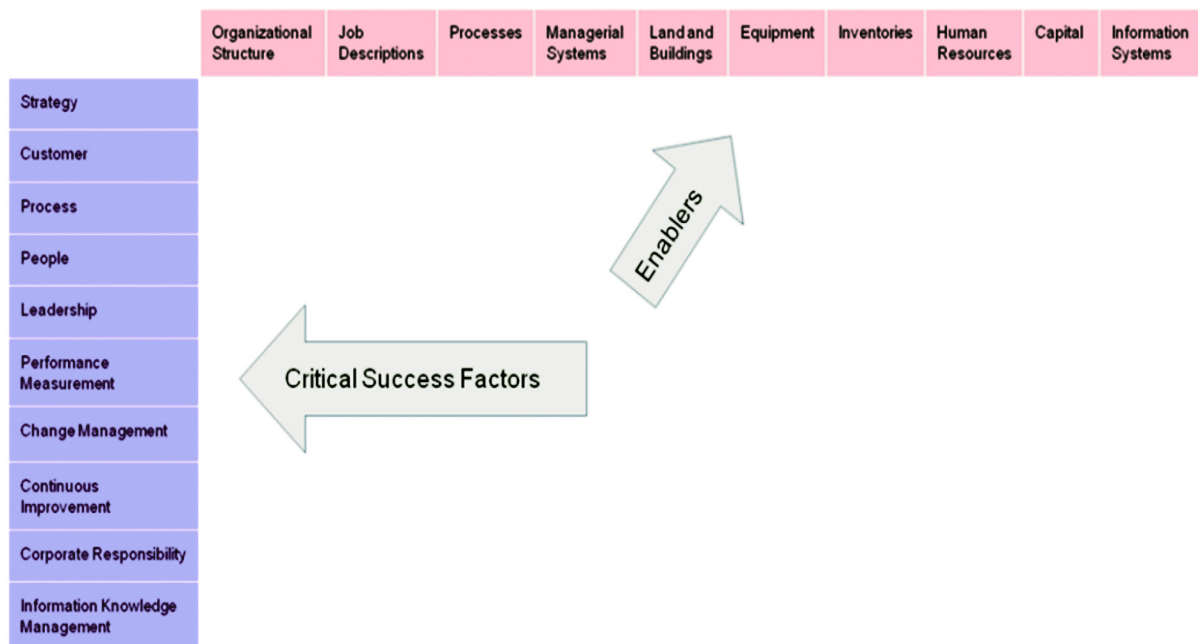 Organizational Structure
Job Descriptions
Processes
Managerial Systems
Land and Buildings
Equipment
Inventories
Human Resources
Capital
Information Systems
Strategy
Customer
Process
People
Leadership
Performance
Measurement
Change Management
Continuous
Improvement
Corporate Responsibility
Information Knowledge
Management
Enablers
Critical Success Factors